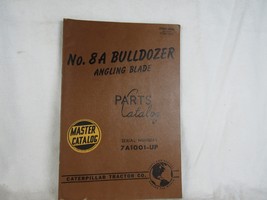 No. 8A BULLDOZER
ANGLING BLADE
PARTS
Catalog
MASTER
CATALOG
SERIAL NUMBERS
7A1001-UP
CATERPILLAR TRACTOR CO.